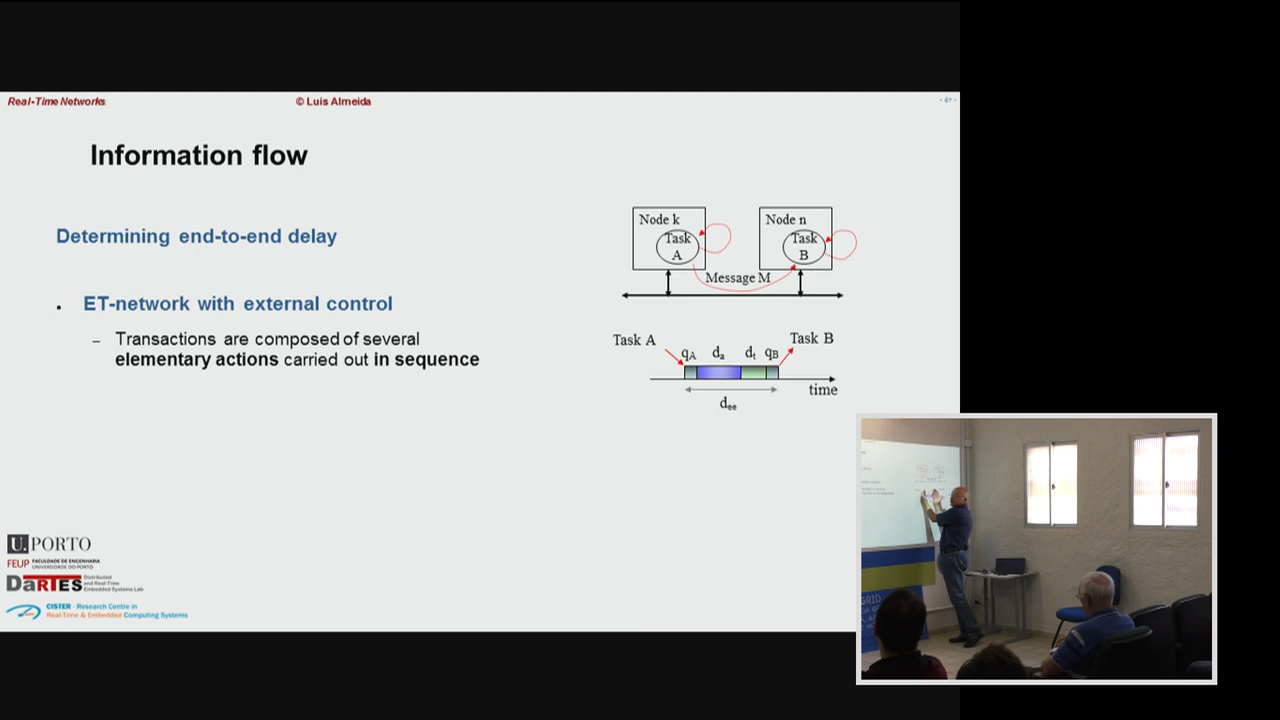 Real-Time Networks
© Luis Almeida
- 67 -
Information flow
Determining end-to-end delay
• ET-network with external control
– Transactions are composed of several
elementary actions carried out in sequence
Node k
Node n
Task
A
Task
B
Message M
Task A
Task B
qA
da
dt
qB
time
dee
U.PORTO
FEUP FACULDADE DE ENGENHARIA
UNIVERSIDADE DO PORTO
DaRTES Distributed
and Real-Time
Embedded Systems Lab
CISTER - Research Centre in
Real-Time & Embedded Computing Systems